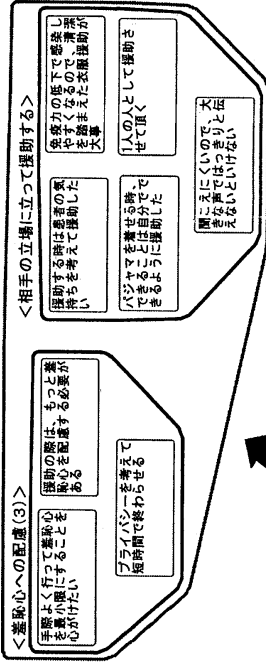 ＜羞恥心への配慮(3)＞
手際よく行って羞恥心
を最小限にすることを
心がけたい
援助の際は、もっと羞
恥心を配慮する必要が
ある
プライバシーを考えて
短時間で終わらせる
＜相手の立場に立って援助する＞
援助する時は患者の気
持ちを考えて援助した
い
免疫力の低下で感染し
やすくなるので、清潔
を踏まえた衣服援助が
大事
パジャマを着せる時、
できることは自分でで
きるように援助した
1人の人として援助さ
せて頂く
聞こえにくいので、大
きな声ではっきりと伝
えないといけない